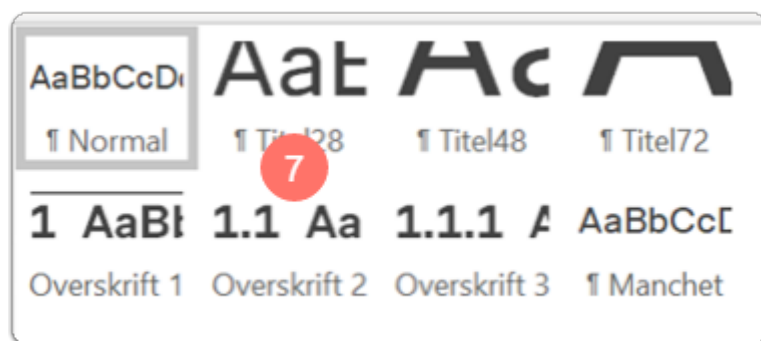 AaBbCcD
Aab
A
¶ Normal
¶ Titel28
¶ Titel48
¶ Titel72
7
1 AaBb
1.1 Aa
1.1.1 A
AaBbCcD
Overskrift 1
Overskrift 2
Overskrift 3
¶ Manchet